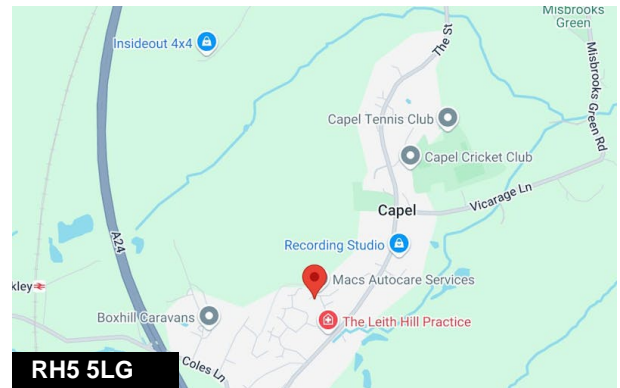 Misbrooks
Green
The St
Insideout 4x4
Misbrooks Green Rd
Capel Tennis Club
Capel Cricket Club
Vicarage Ln
Capel
A24
Recording Studio
Macs Autocare Services
kley
Boxhill Caravans
The Leith Hill Practice
Coles Ln
RH5 5LG